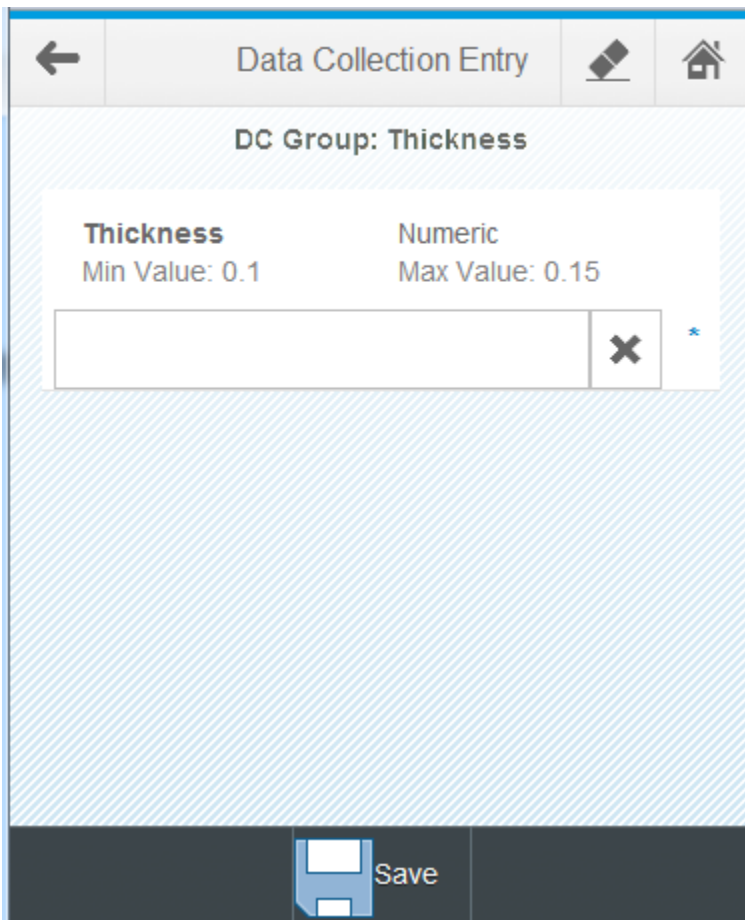 Data Collection Entry
DC Group: Thickness
Thickness Numeric
Min Value: 0.1 Max Value: 0.15
*
Save